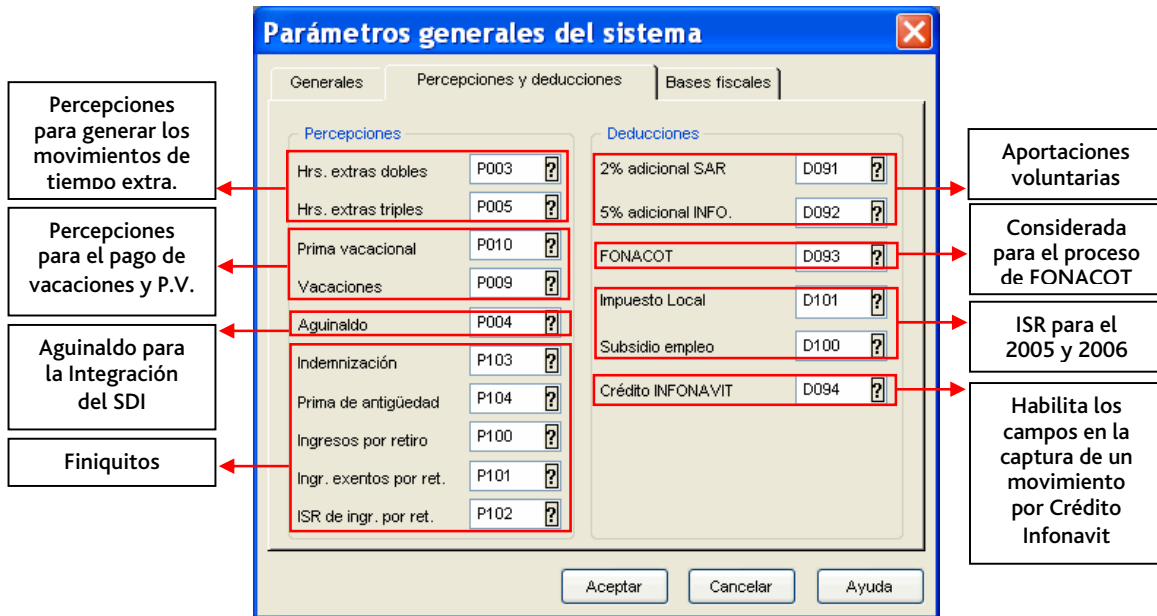 Parámetros generales del sistema
Generales
Percepciones y deducciones
Bases fiscales
Percepciones
para generar los
movimientos de
tiempo extra.
Percepciones
para el pago de
vacaciones y P.V.
Aguinaldo para
la Integración
del SDI
Finiquitos
Percepciones
Hrs. extras dobles P003 ?
Hrs. extras triples P005 ?
Prima vacacional P010 ?
Vacaciones P009 ?
Aguinaldo P004 ?
Indemnización P103 ?
Prima de antigüedad P104 ?
Ingresos por retiro P100 ?
Ingr. exentos por ret. P101 ?
ISR de ingr. por ret. P102 ?
Deducciones
2% adicional SAR D091 ?
5% adicional INFO. D092 ?
FONACOT D093 ?
Impuesto Local D101 ?
Subsidio empleo D100 ?
Crédito INFONAVIT D094 ?
Aportaciones
voluntarias
Considerada
para el proceso
de FONACOT
ISR para el
2005 y 2006
Habilita los
campos en la
captura de un
movimiento
por Crédito
Infonavit
Aceptar
Cancelar
Ayuda